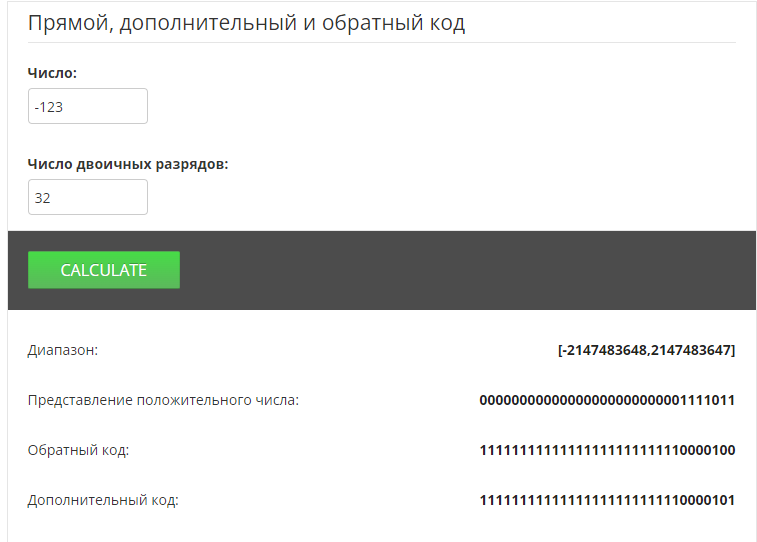 Прямой, дополнительный и обратный код
Число:
-123
Число двоичных разрядов:
32
CALCULATE
Диапазон: [-2147483648,2147483647]
Представление положительного числа: 00000000000000000000000001111011
Обратный код: 11111111111111111111111110000100
Дополнительный код: 11111111111111111111111110000101